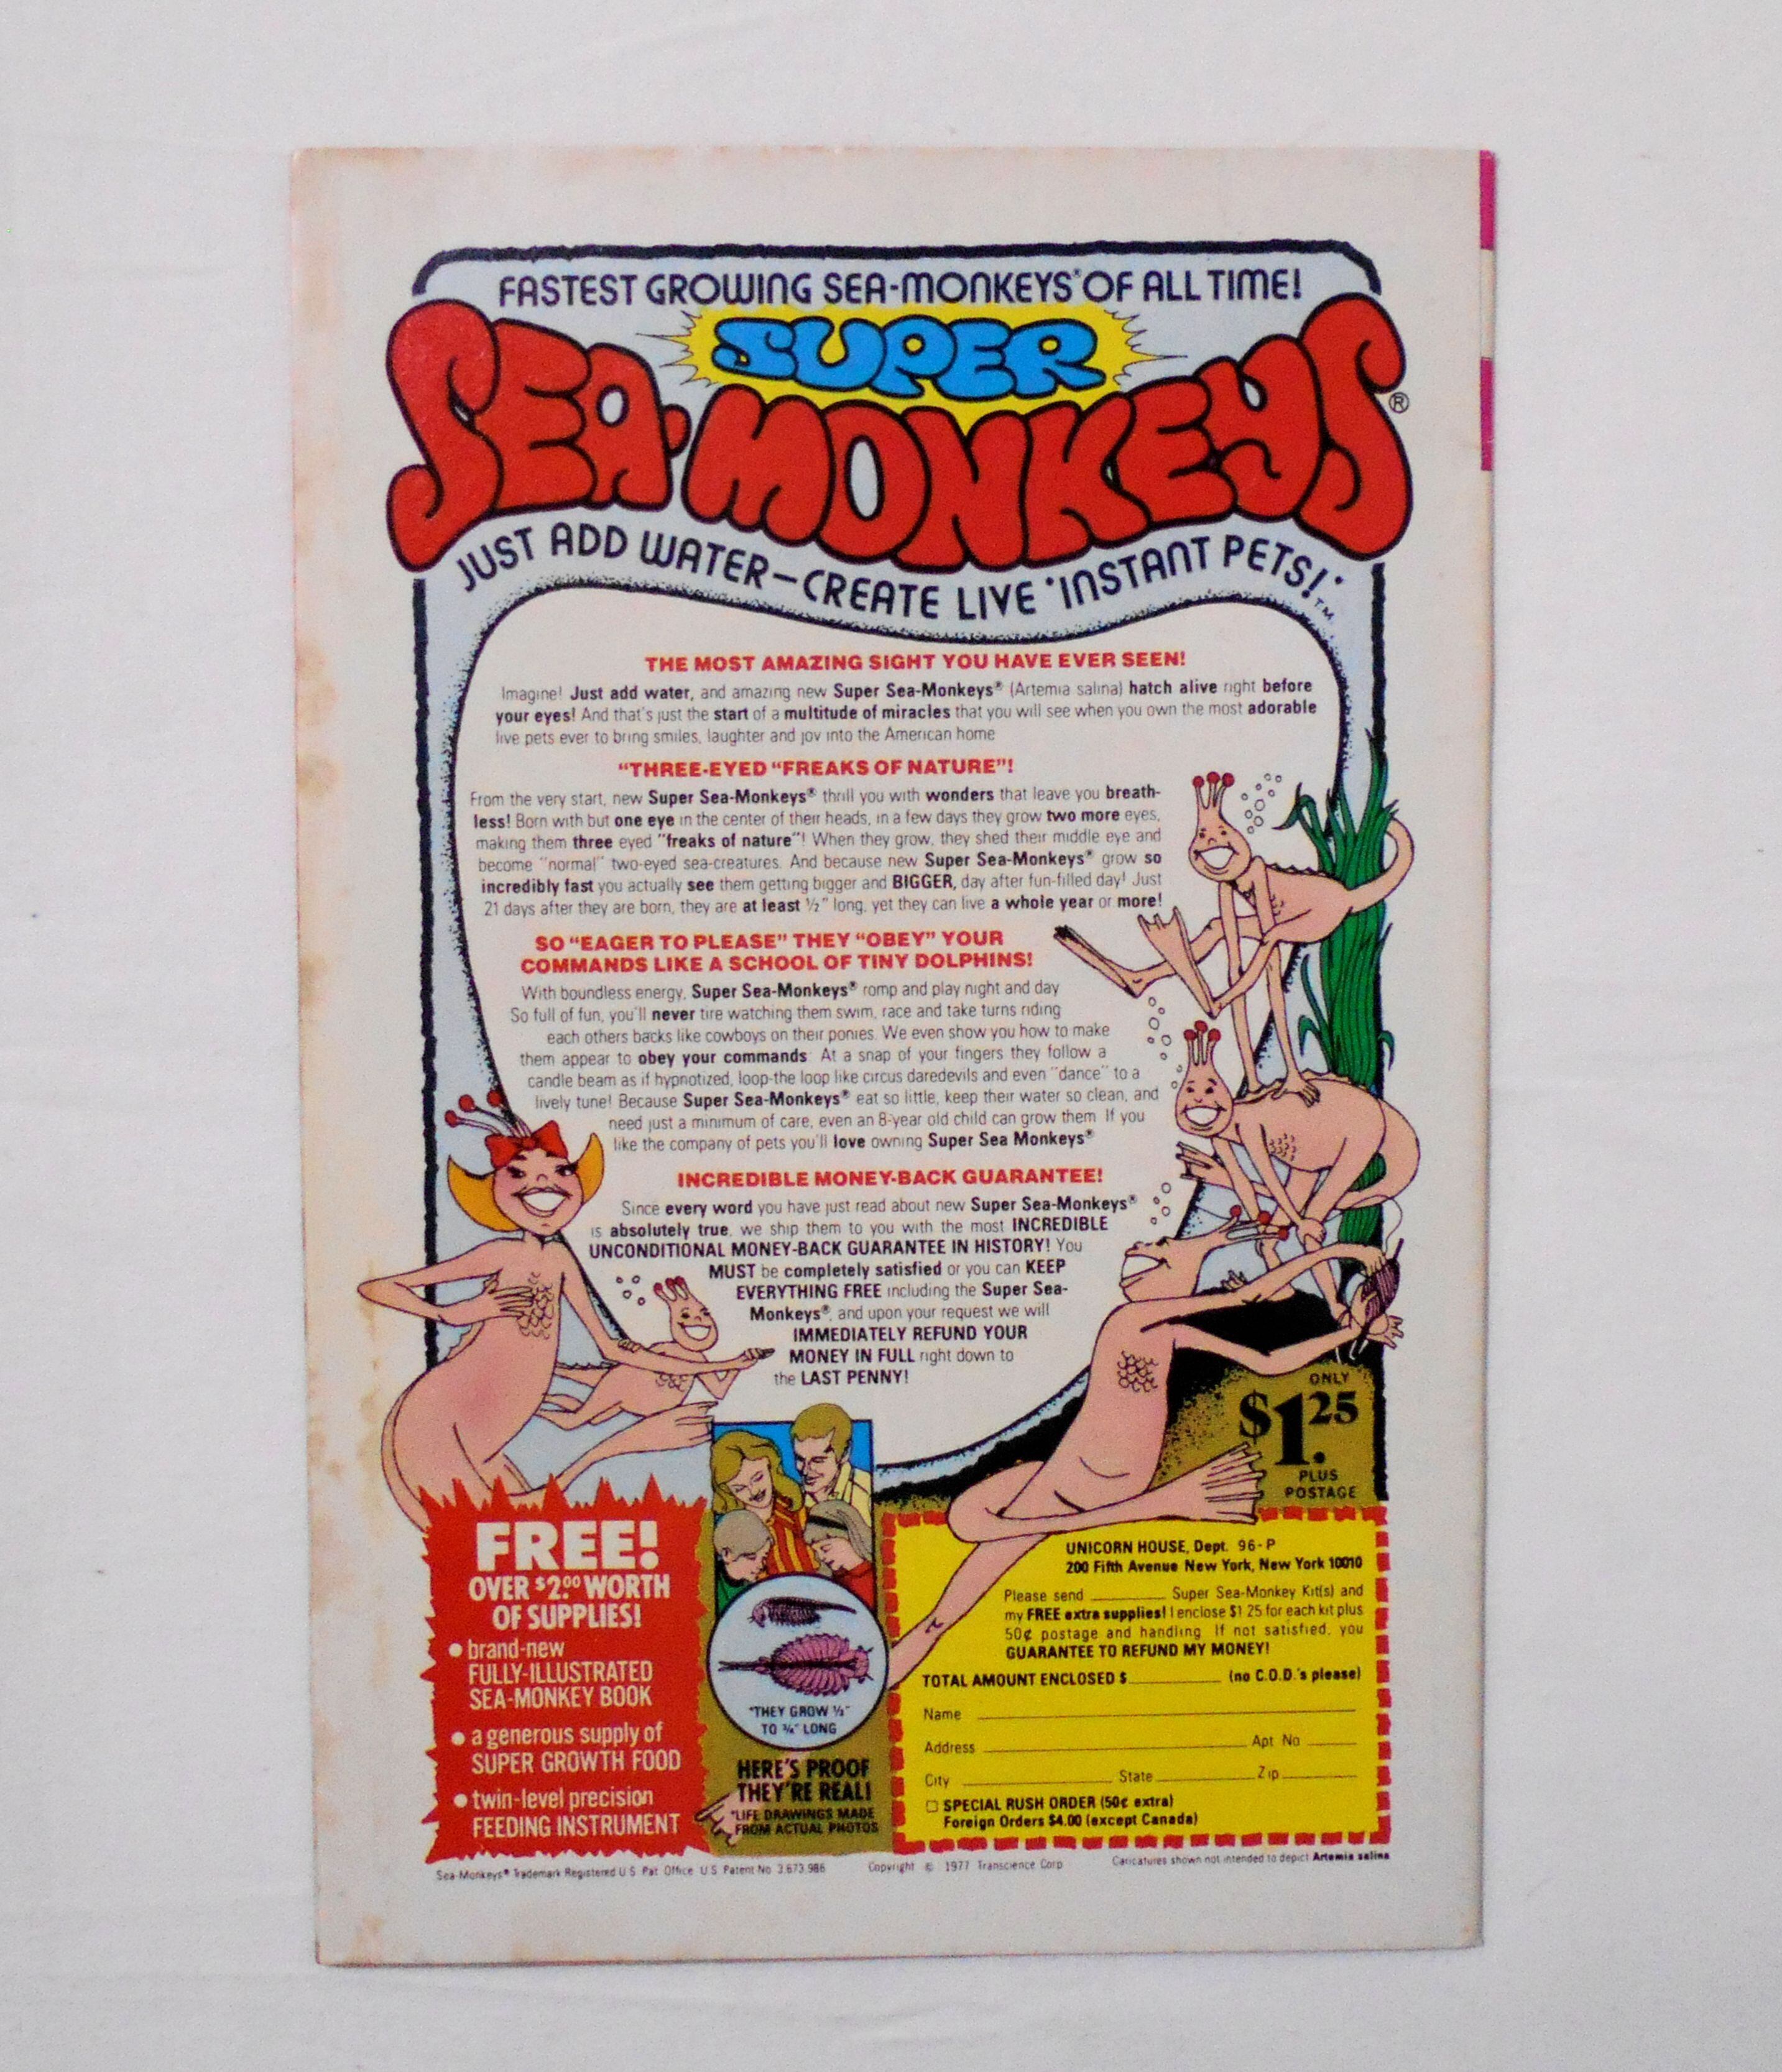 FASTEST GROWING SEA-MONKEYS® OF ALL TIME!
SUPER
SEA-MONKEYS®
JUST ADD WATER—CREATE LIVE 'INSTANT PETS!'™
THE MOST AMAZING SIGHT YOU HAVE EVER SEEN!
Imagine! Just add water, and amazing new Super Sea-Monkeys® (Artemia salina) hatch alive right before
your eyes! And that's just the start of a multitude of miracles that you will see when you own the most adorable
live pets ever to bring smiles, laughter and joy into the American home
"THREE-EYED "FREAKS OF NATURE"!
From the very start, new Super Sea-Monkeys® thrill you with wonders that leave you breath-
less! Born with but one eye in the center of their heads, in a few days they grow two more eyes,
making them three eyed "freaks of nature"! When they grow, they shed their middle eye and
become "normal" two-eyed sea-creatures. And because new Super Sea-Monkeys® grow so
incredibly fast you actually see them getting bigger and BIGGER, day after fun-filled day! Just
21 days after they are born, they are at least ½" long, yet they can live a whole year or more!
SO "EAGER TO PLEASE" THEY "OBEY" YOUR
COMMANDS LIKE A SCHOOL OF TINY DOLPHINS!
With boundless energy, Super Sea-Monkeys® romp and play night and day
So full of fun, you'll never tire watching them swim, race and take turns riding
each others backs like cowboys on their ponies. We even show you how to make
them appear to obey your commands. At a snap of your fingers they follow a
candle beam as if hypnotized, loop-the loop like circus daredevils and even "dance" to a
lively tune! Because Super Sea-Monkeys® eat so little, keep their water so clean, and
need just a minimum of care, even an 8-year old child can grow them. If you
like the company of pets you'll love owning Super Sea Monkeys®
INCREDIBLE MONEY-BACK GUARANTEE!
Since every word you have just read about new Super Sea-Monkeys®
is absolutely true, we ship them to you with the most INCREDIBLE
UNCONDITIONAL MONEY-BACK GUARANTEE IN HISTORY! You
MUST be completely satisfied or you can KEEP
EVERYTHING FREE including the Super Sea-
Monkeys®, and upon your request we will
IMMEDIATELY REFUND YOUR
MONEY IN FULL right down to
the LAST PENNY!
ONLY
$1.25
PLUS
POSTAGE
FREE!
OVER $2.00 WORTH
OF SUPPLIES!
• brand-new
FULLY-ILLUSTRATED
SEA-MONKEY BOOK
• a generous supply of
SUPER GROWTH FOOD
• twin-level precision
FEEDING INSTRUMENT
*THEY GROW ½"
TO ¾" LONG
HERE'S PROOF
THEY'RE REAL!
*LIFE DRAWINGS MADE
FROM ACTUAL PHOTOS
UNICORN HOUSE, Dept. 96-P
200 Fifth Avenue New York, New York 10010
Please send ________ Super Sea-Monkey Kit(s) and
my FREE extra supplies! I enclose $1.25 for each kit plus
50¢ postage and handling. If not satisfied, you
GUARANTEE TO REFUND MY MONEY!
TOTAL AMOUNT ENCLOSED $________ (no C.O.D.'s please)
Name
Address ________ Apt No
City ________ State ________ Zip
☐ SPECIAL RUSH ORDER (50¢ extra)
Foreign Orders $4.00 (except Canada)
Sea-Monkeys® Trademark Registered U S Pat Office U S Patent No 3,673,986 Copyright © 1977 Transcience Corp Caricatures shown not intended to depict Artemia salina